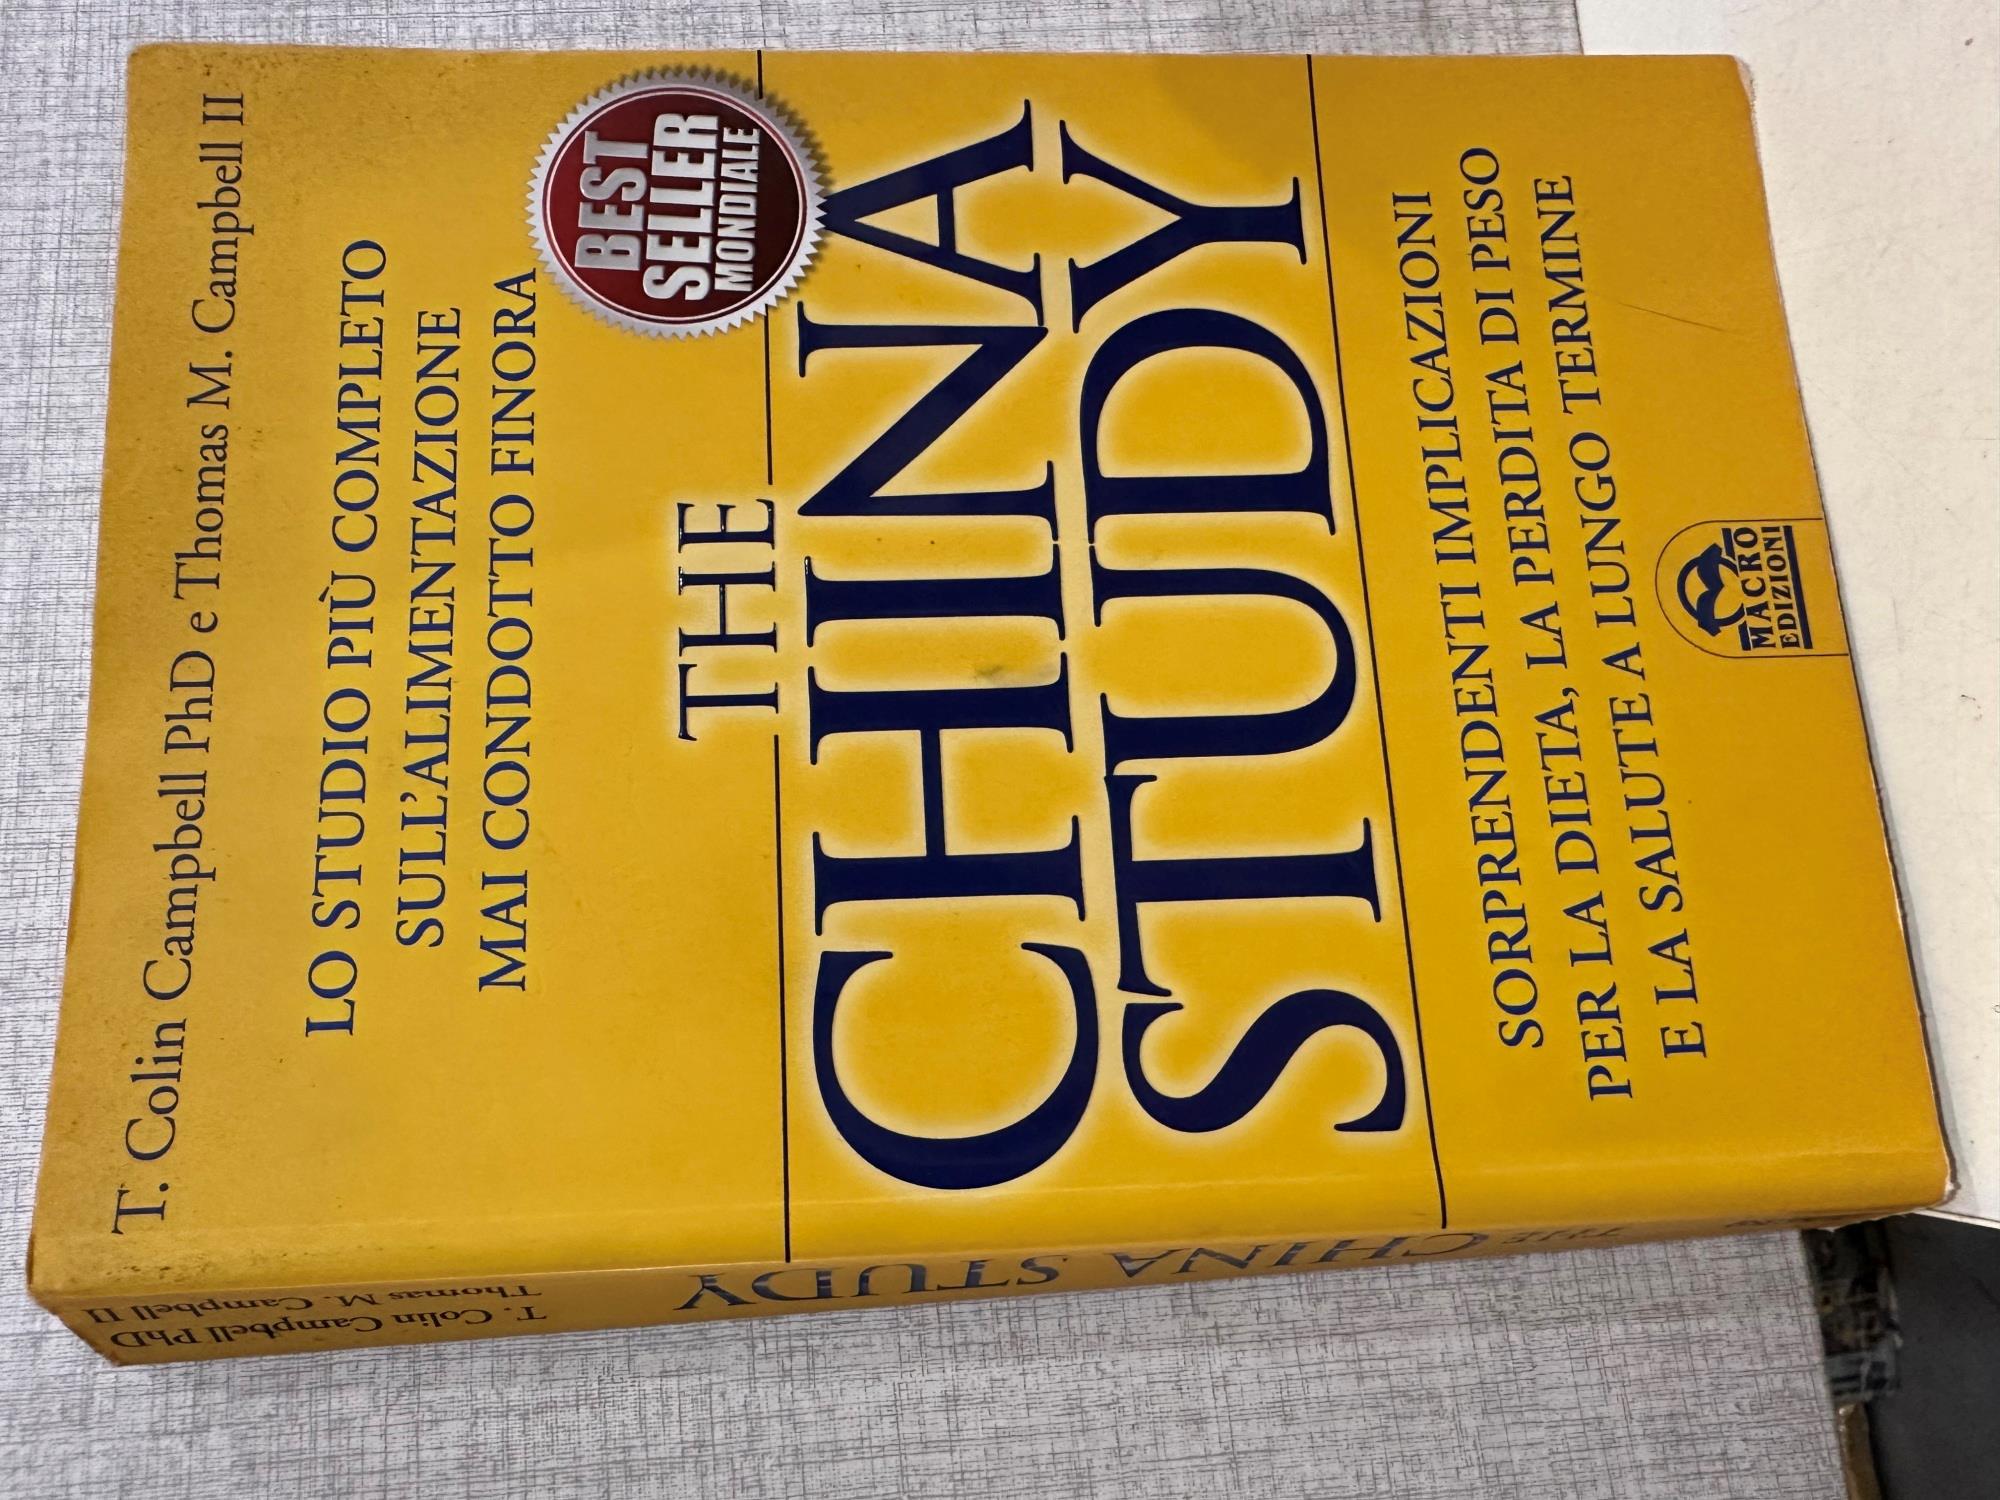 T. Colin Campbell PhD e Thomas M. Campbell II
LO STUDIO PIÙ COMPLETO
SULL'ALIMENTAZIONE
MAI CONDOTTO FINORA
BEST
SELLER
MONDIALE
THE
CHINA
STUDY
SORPRENDENTI IMPLICAZIONI
PER LA DIETA, LA PERDITA DI PESO
E LA SALUTE A LUNGO TERMINE
MACRO
EDIZIONI
T. Colin Campbell PhD
Thomas M. Campbell II
THE CHINA STUDY